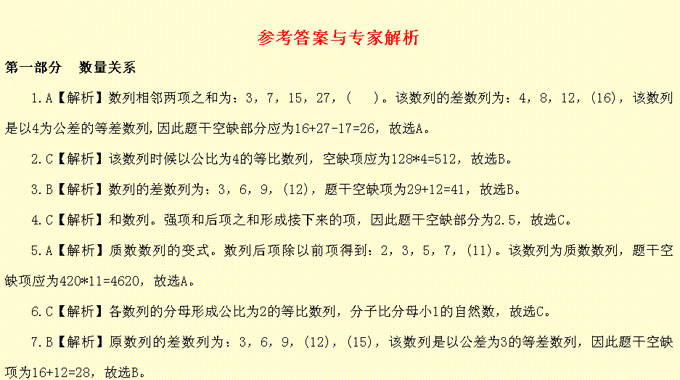 参考答案与专家解析
第一部分 数量关系
1.A【解析】数列相邻两项之和为：3，7，15，27，( )。该数列的差数列为：4，8，12，(16)，该数列
是以4为公差的等差数列,因此题干空缺部分应为16+27-17=26，故选A。
2.C【解析】该数列时候以公比为4的等比数列，空缺项应为128*4=512，故选B。
3.B【解析】数列的差数列为：3，6，9，(12)，题干空缺项为29+12=41，故选B。
4.C【解析】和数列。强项和后项之和形成接下来的项，因此题干空缺部分为2.5，故选C。
5.A【解析】质数数列的变式。数列后项除以前项得到：2，3，5，7，(11)。该数列为质数数列，题干空
缺项应为420*11=4620，故选A。
6.C【解析】各数列的分母形成公比为2的等比数列，分子比分母小1的自然数，故选C。
7.B【解析】原数列的差数列为：3，6，9，(12)，(15)，该数列是以公差为3的等差数列，因此题干空缺
项为16+12=28，故选B。